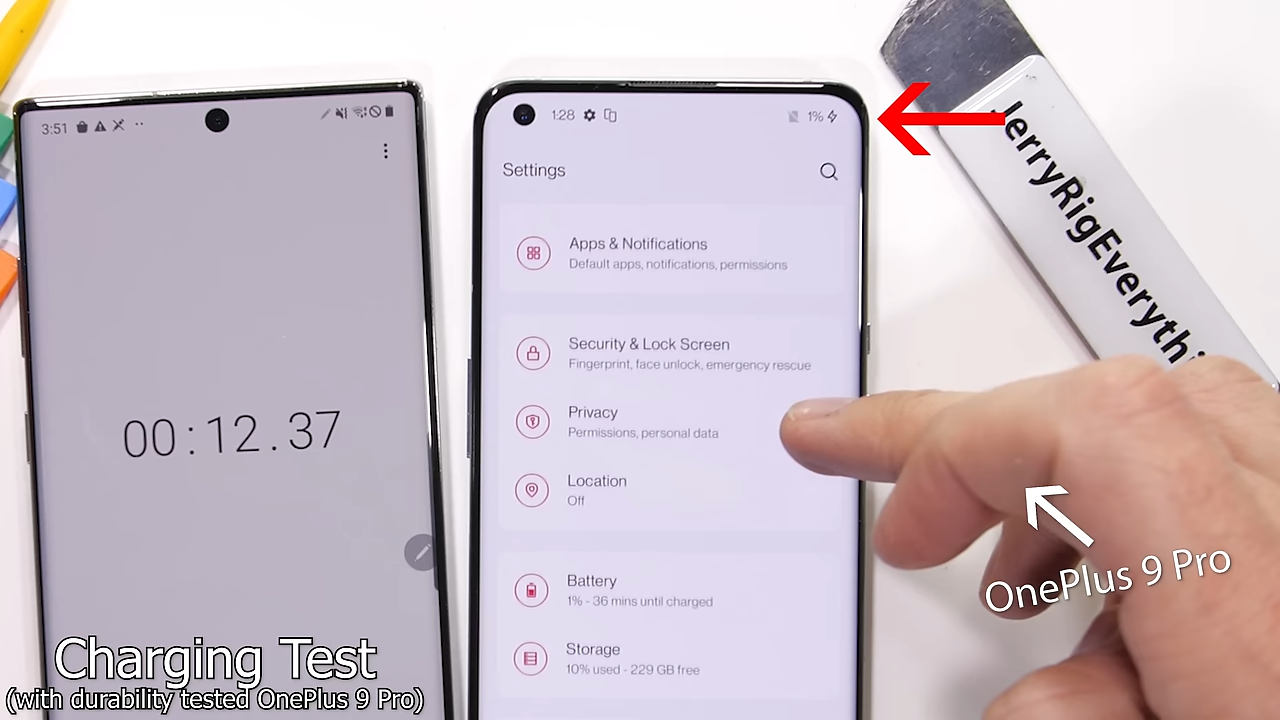 3:51
1:28
1%
Settings
Apps & Notifications
Default apps, notifications, permissions
Security & Lock Screen
Fingerprint, face unlock, emergency rescue
Privacy
Permissions, personal data
Location
Off
Battery
1% - 36 mins until charged
Storage
10% used - 229 GB free
00:12.37
JerryRigEverythi
OnePlus 9 Pro
Charging Test
(with durability tested OnePlus 9 Pro)